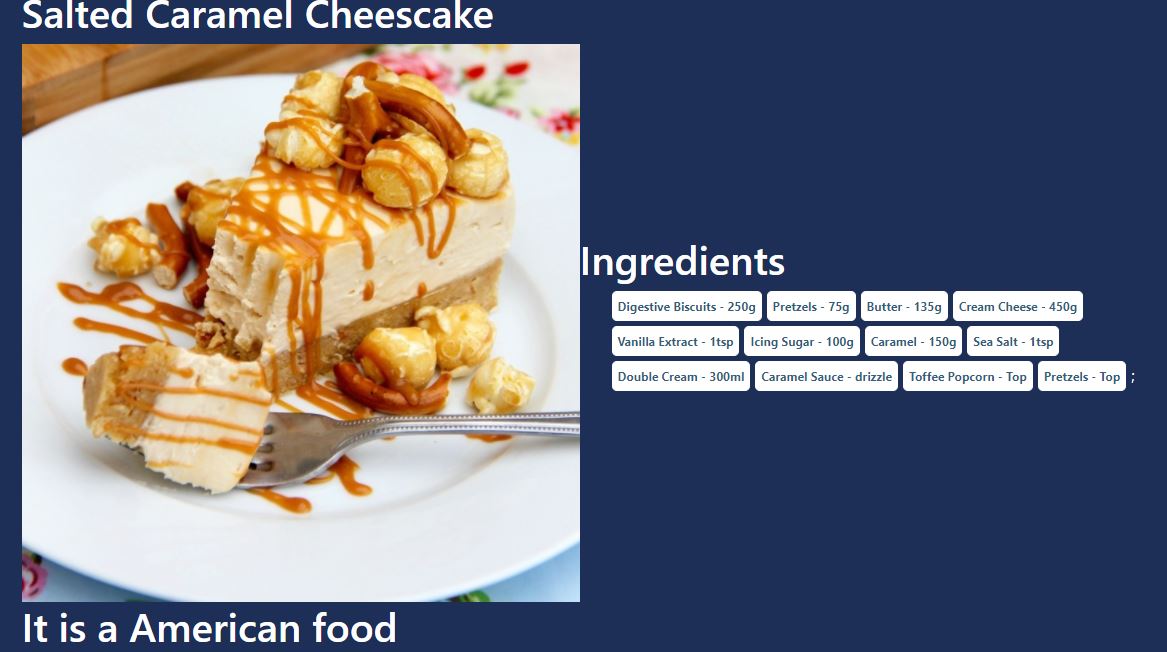 Salted Caramel Cheescake
Ingredients
Digestive Biscuits - 250g Pretzels - 75g Butter - 135g Cream Cheese - 450g
Vanilla Extract - 1tsp Icing Sugar - 100g Caramel - 150g Sea Salt - 1tsp
Double Cream - 300ml Caramel Sauce - drizzle Toffee Popcorn - Top Pretzels - Top ;
It is a American food